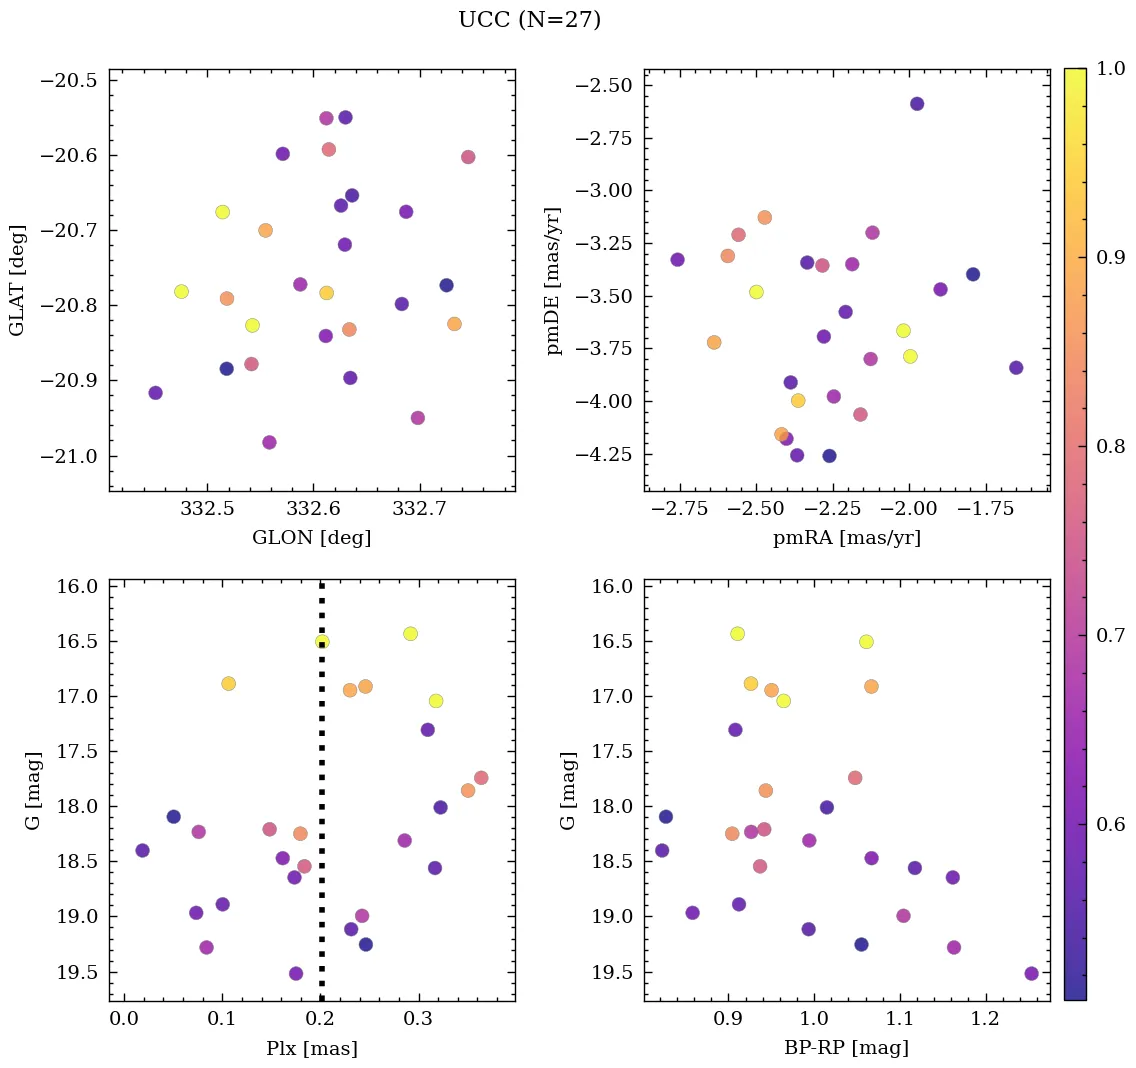 UCC (N=27)
−20.5
−20.6
−20.7
−20.8
−20.9
−21.0
GLAT [deg]
332.5 332.6 332.7
GLON [deg]
−2.50
−2.75
−3.00
−3.25
−3.50
−3.75
−4.00
−4.25
pmDE [mas/yr]
−2.75 −2.50 −2.25 −2.00 −1.75
pmRA [mas/yr]
16.0
16.5
17.0
17.5
18.0
18.5
19.0
19.5
G [mag]
0.0 0.1 0.2 0.3
Plx [mas]
16.0
16.5
17.0
17.5
18.0
18.5
19.0
19.5
G [mag]
0.9 1.0 1.1 1.2
BP-RP [mag]
1.0
0.9
0.8
0.7
0.6